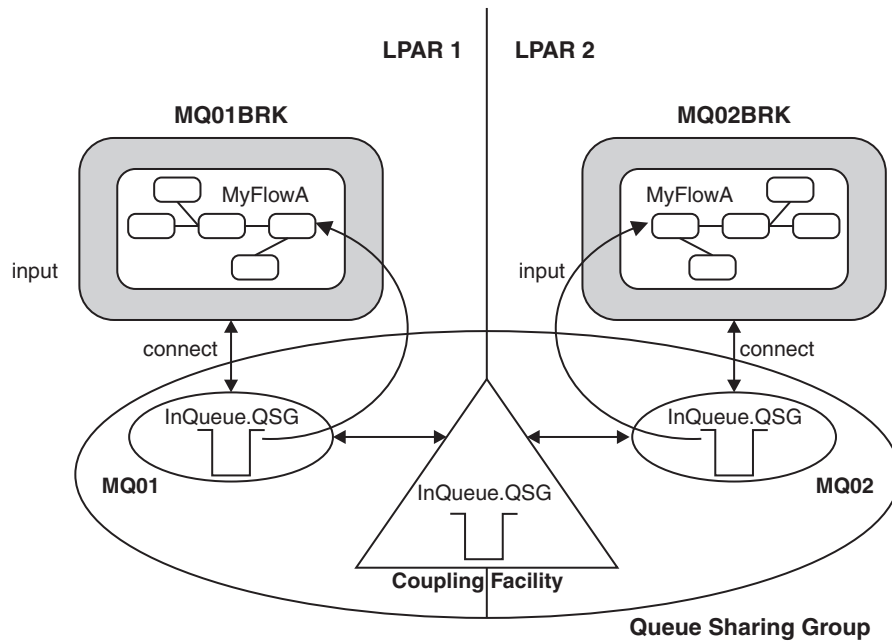 LPAR 1
LPAR 2
MQ01BRK
MQ02BRK
MyFlowA
MyFlowA
input
input
connect
connect
InQueue.QSG
InQueue.QSG
MQ01
MQ02
InQueue.QSG
Coupling Facility
Queue Sharing Group